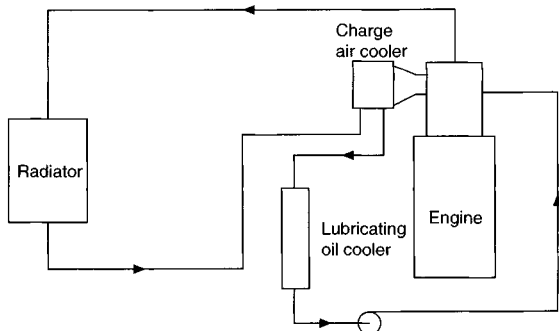 Charge
air cooler
Radiator
Lubricating
oil cooler
Engine